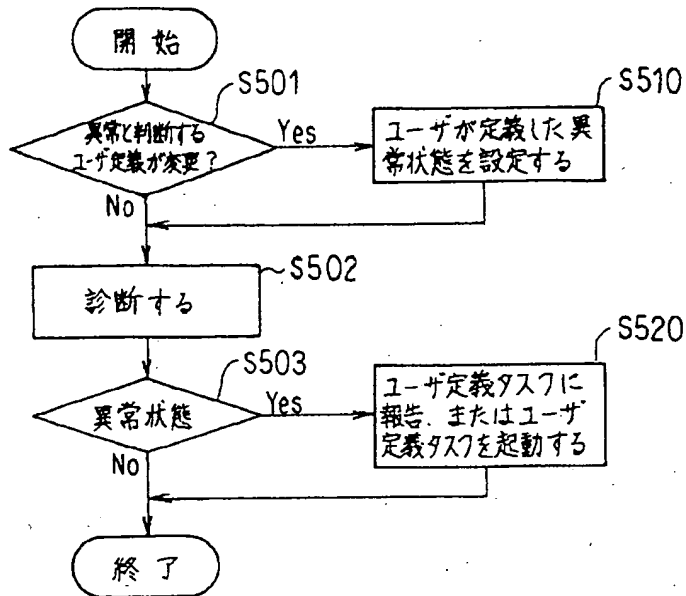 開始
S501
異常と判断する
ユーザ定義が変更?
Yes
No
S510
ユーザが定義した異
常状態を設定する
S502
診断する
S503
異常状態
Yes
No
S520
ユーザ定義タスクに
報告、またはユーザ
定義タスクを起動する
終了